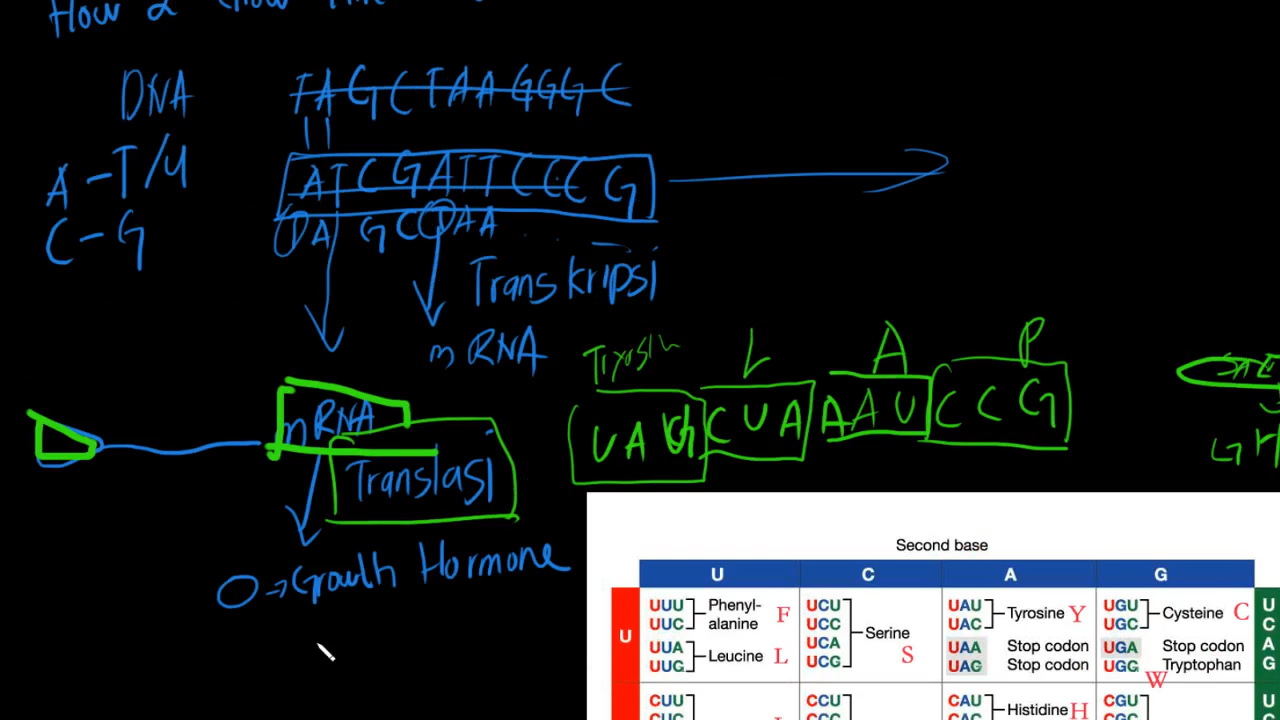 How 2
DNA TAGCTAAGGGC
A - T/U ATCGATTCCCG
C - G TAGCTAA
Transkripsi
mRNA
L A P
mRNA UAG CUA AAU CCG
Translasi
O => Growth Hormone
Second base
U C A G
UUU Phenyl- F UCU UAU Tyrosine Y UGU Cysteine C U
UUC alanine UCC UAC UGC C
U UUA Leucine L UCA Serine S UAA Stop codon UGA Stop codon A
UUG UCG UAG Stop codon UGG Tryptophan W G
CUU CCU CAU Histidine H CGU U